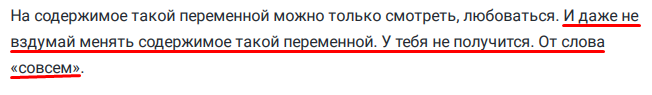 На содержимое такой переменной можно только смотреть, любоваться. И даже не
вздумай менять содержимое такой переменной. У тебя не получится. От слова
«совсем».